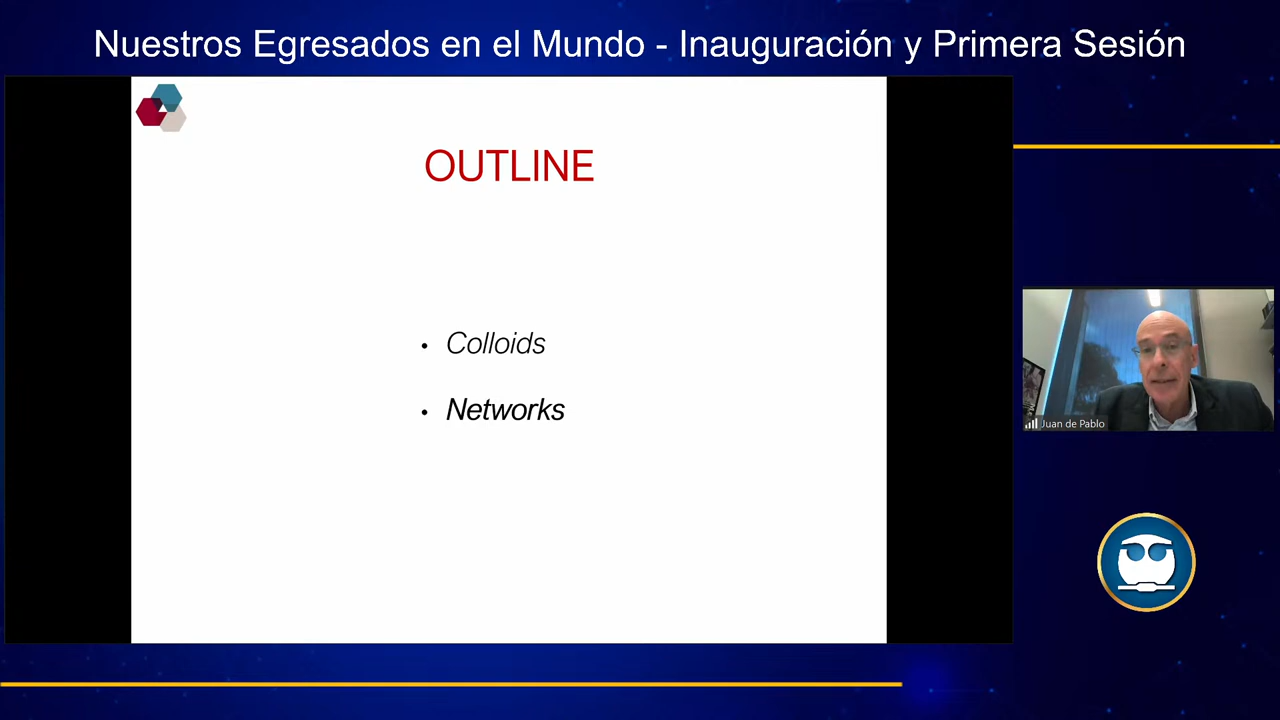 Nuestros Egresados en el Mundo - Inauguración y Primera Sesión
OUTLINE
• Colloids
• Networks
Juan de Pablo